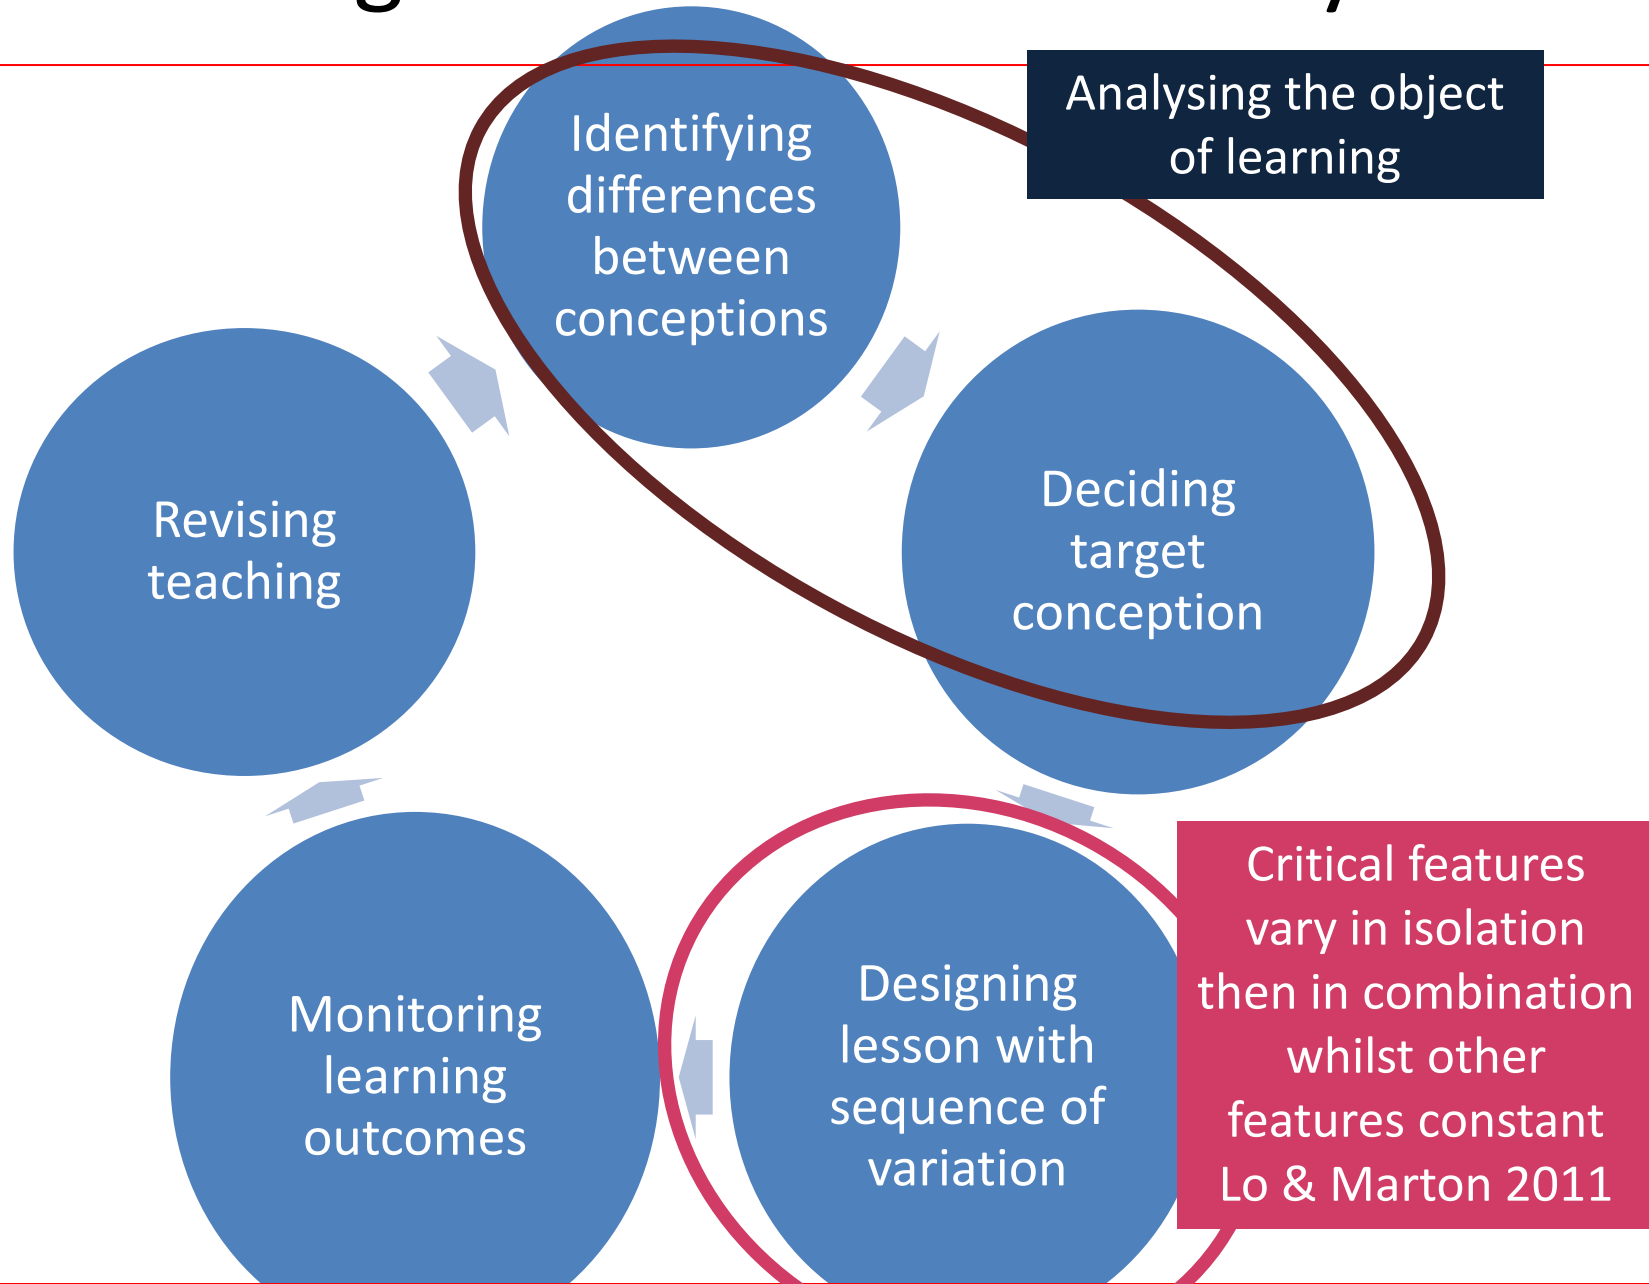 Analysing the object
of learning
Identifying
differences
between
conceptions
Deciding
target
conception
Revising
teaching
Critical features
vary in isolation
then in combination
whilst other
features constant
Lo & Marton 2011
Designing
lesson with
sequence of
variation
Monitoring
learning
outcomes